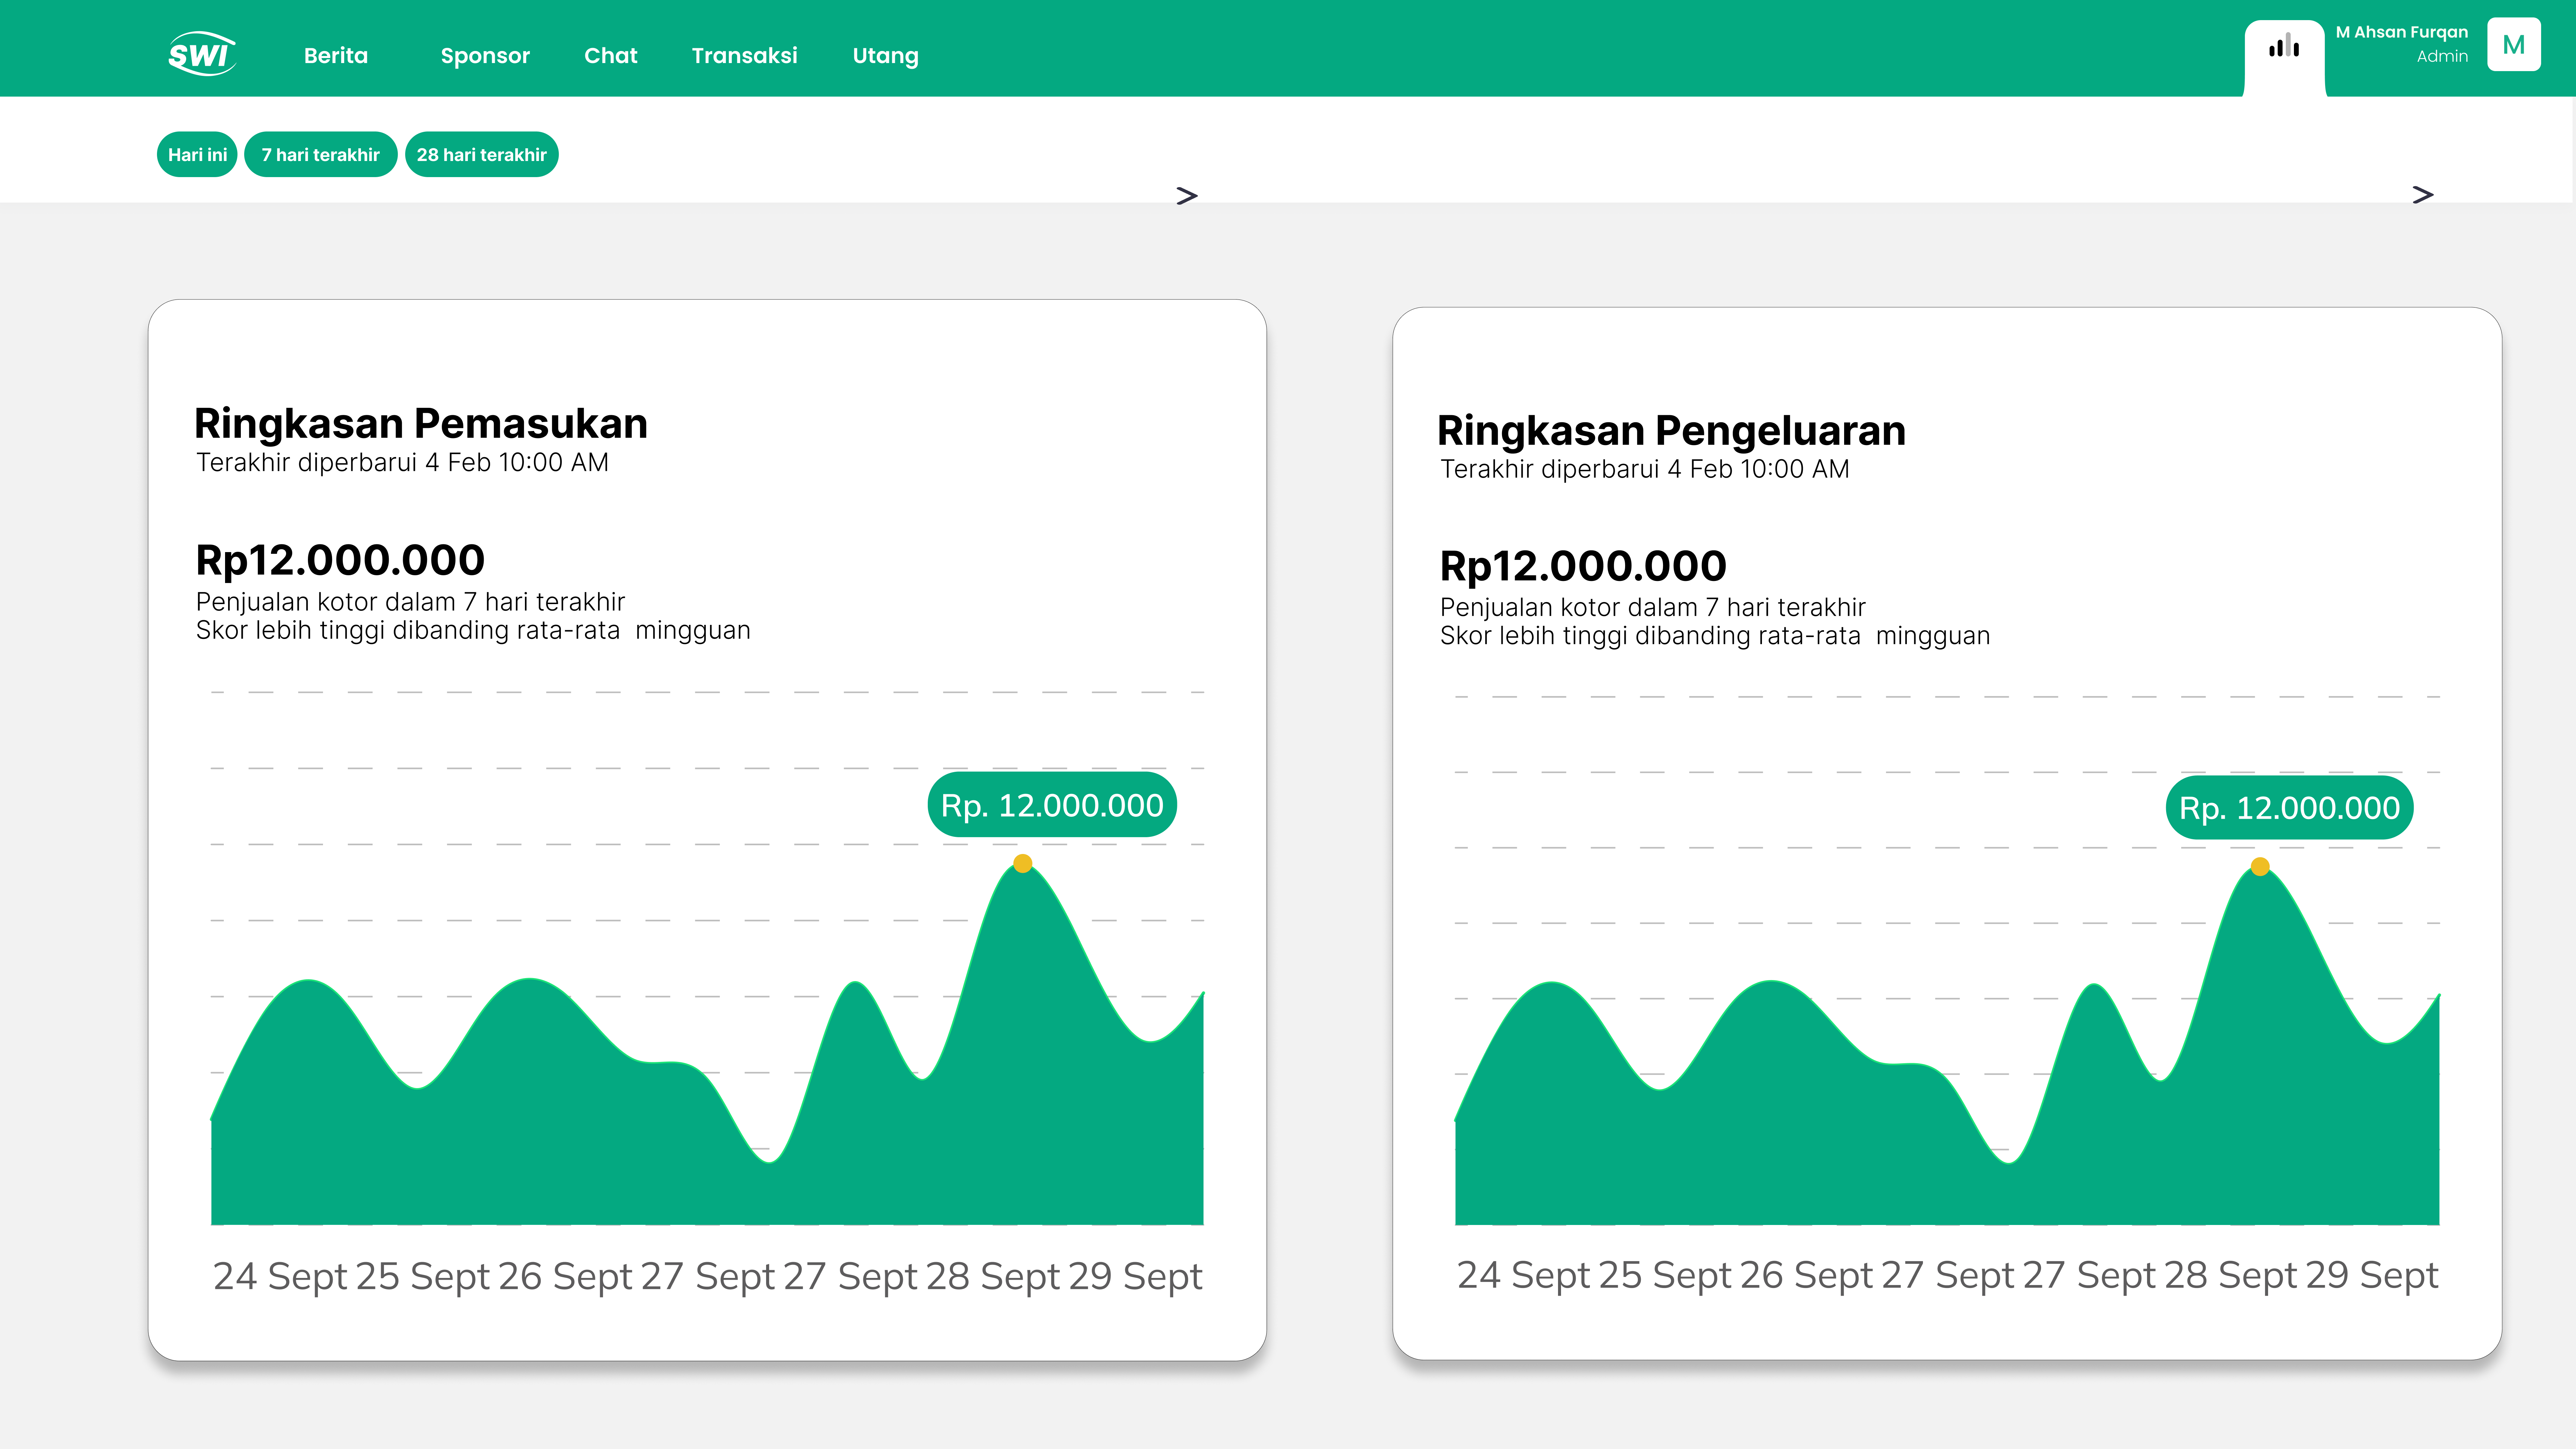 SWI
Berita
Sponsor
Chat
Transaksi
Utang
M Ahsan Furqan
Admin
M
Hari ini
7 hari terakhir
28 hari terakhir
>
>
Ringkasan Pemasukan
Terakhir diperbarui 4 Feb 10:00 AM
Rp12.000.000
Penjualan kotor dalam 7 hari terakhir
Skor lebih tinggi dibanding rata-rata  mingguan
Rp. 12.000.000
24 Sept 25 Sept 26 Sept 27 Sept 27 Sept 28 Sept 29 Sept
Ringkasan Pengeluaran
Terakhir diperbarui 4 Feb 10:00 AM
Rp12.000.000
Penjualan kotor dalam 7 hari terakhir
Skor lebih tinggi dibanding rata-rata  mingguan
Rp. 12.000.000
24 Sept 25 Sept 26 Sept 27 Sept 27 Sept 28 Sept 29 Sept